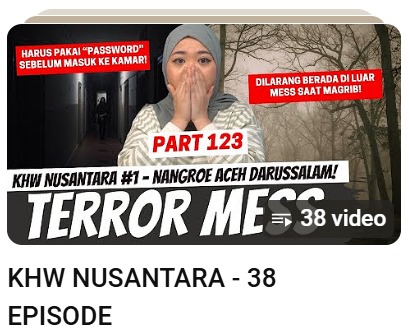 HARUS PAKAI "PASSWORD"
SEBELUM MASUK KE KAMAR!
DILARANG BERADA DI LUAR
MESS SAAT MAGRIB!
PART 123
KHW NUSANTARA #1 - NANGROE ACEH DARUSSALAM!
TERROR MESS
38 video
KHW NUSANTARA - 38
EPISODE